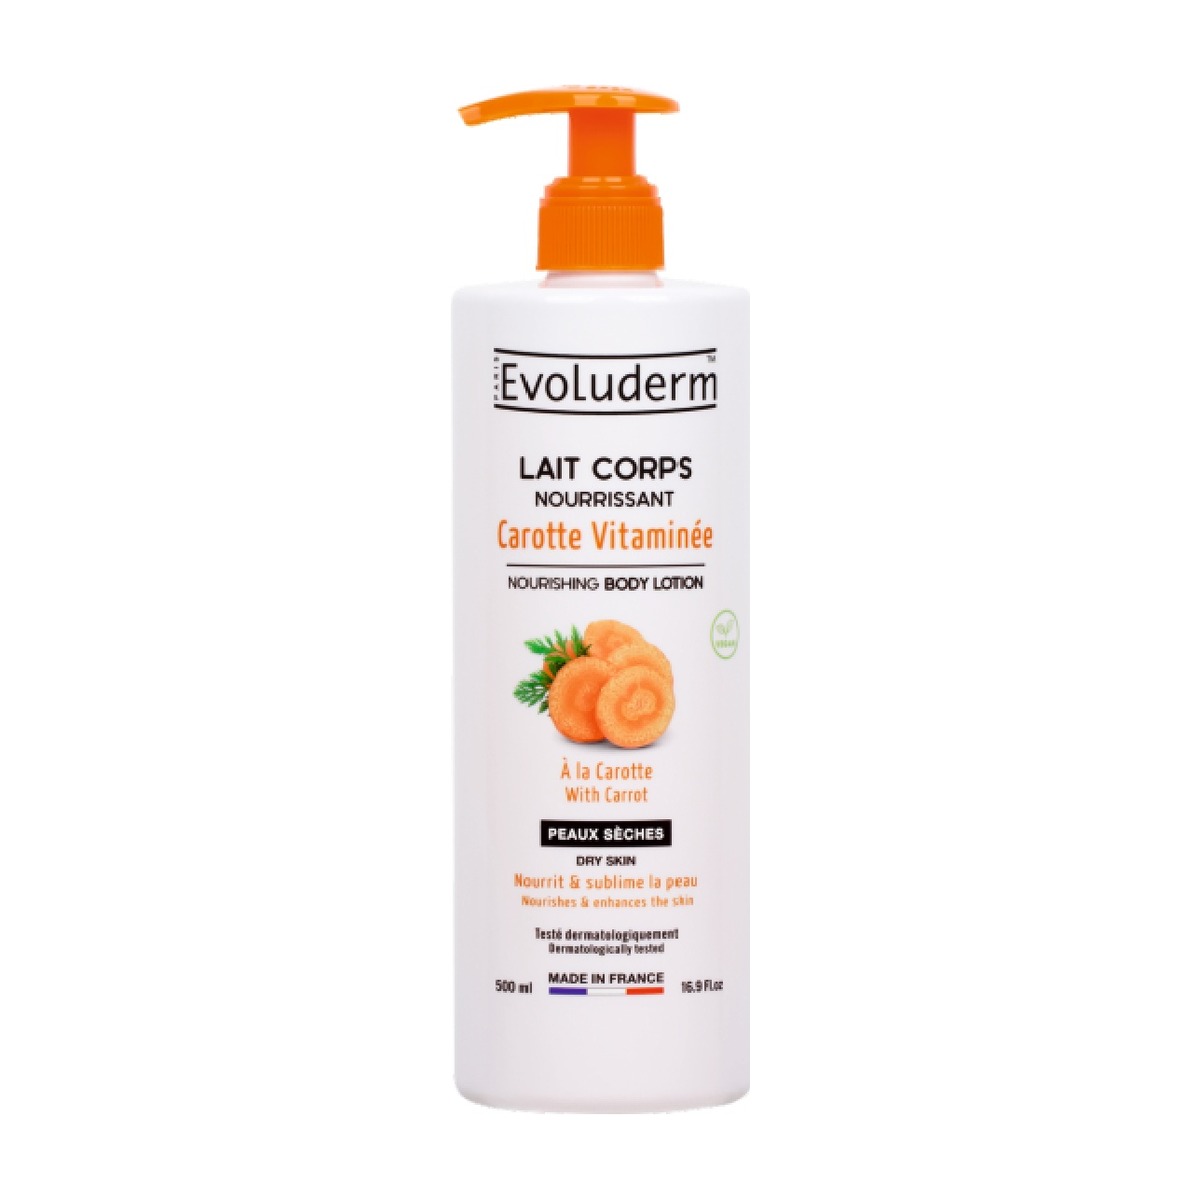 PARIS
Evoluderm™
LAIT CORPS
NOURRISSANT
Carotte Vitaminée
NOURISHING BODY LOTION
VEGAN
À la Carotte
With Carrot
PEAUX SÈCHES
DRY SKIN
Nourrit & sublime la peau
Nourishes & enhances the skin
Testé dermatologiquement
Dermatologically tested
500 ml
MADE IN FRANCE
16.9 Fl.oz